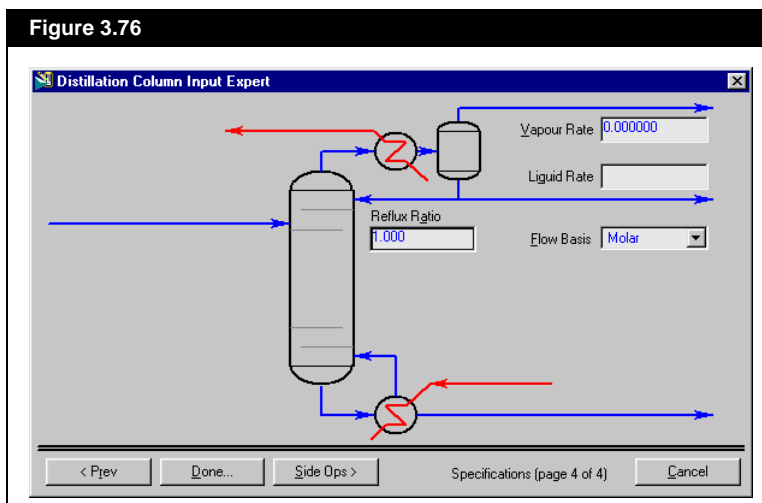 Figure 3.76
Distillation Column Input Expert
Vapour Rate 0.000000
Liquid Rate
Reflux Ratio
1.000
Flow Basis Molar
< Prev Done... Side Ops > Specifications (page 4 of 4) Cancel